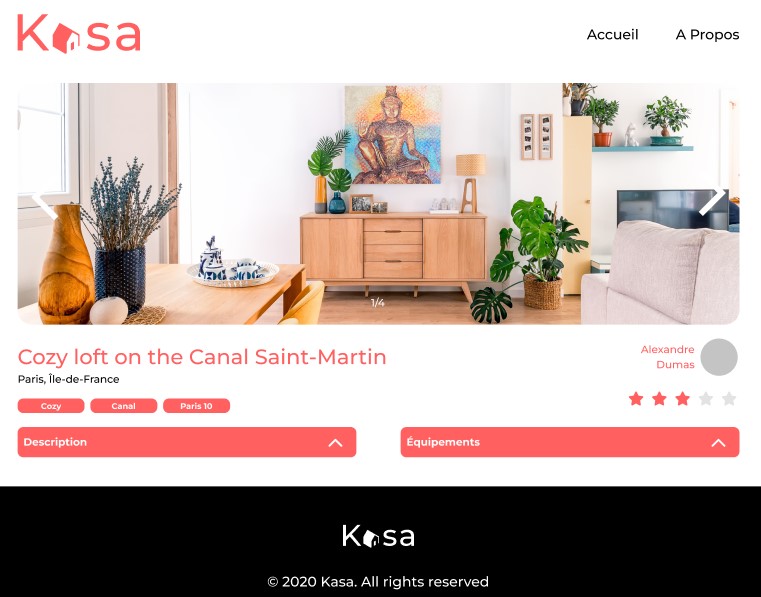 Kasa
Accueil A Propos
1/4
Cozy loft on the Canal Saint-Martin
Paris, Île-de-France
Alexandre
Dumas
Cozy Canal Paris 10
Description Équipements
Kasa
© 2020 Kasa. All rights reserved